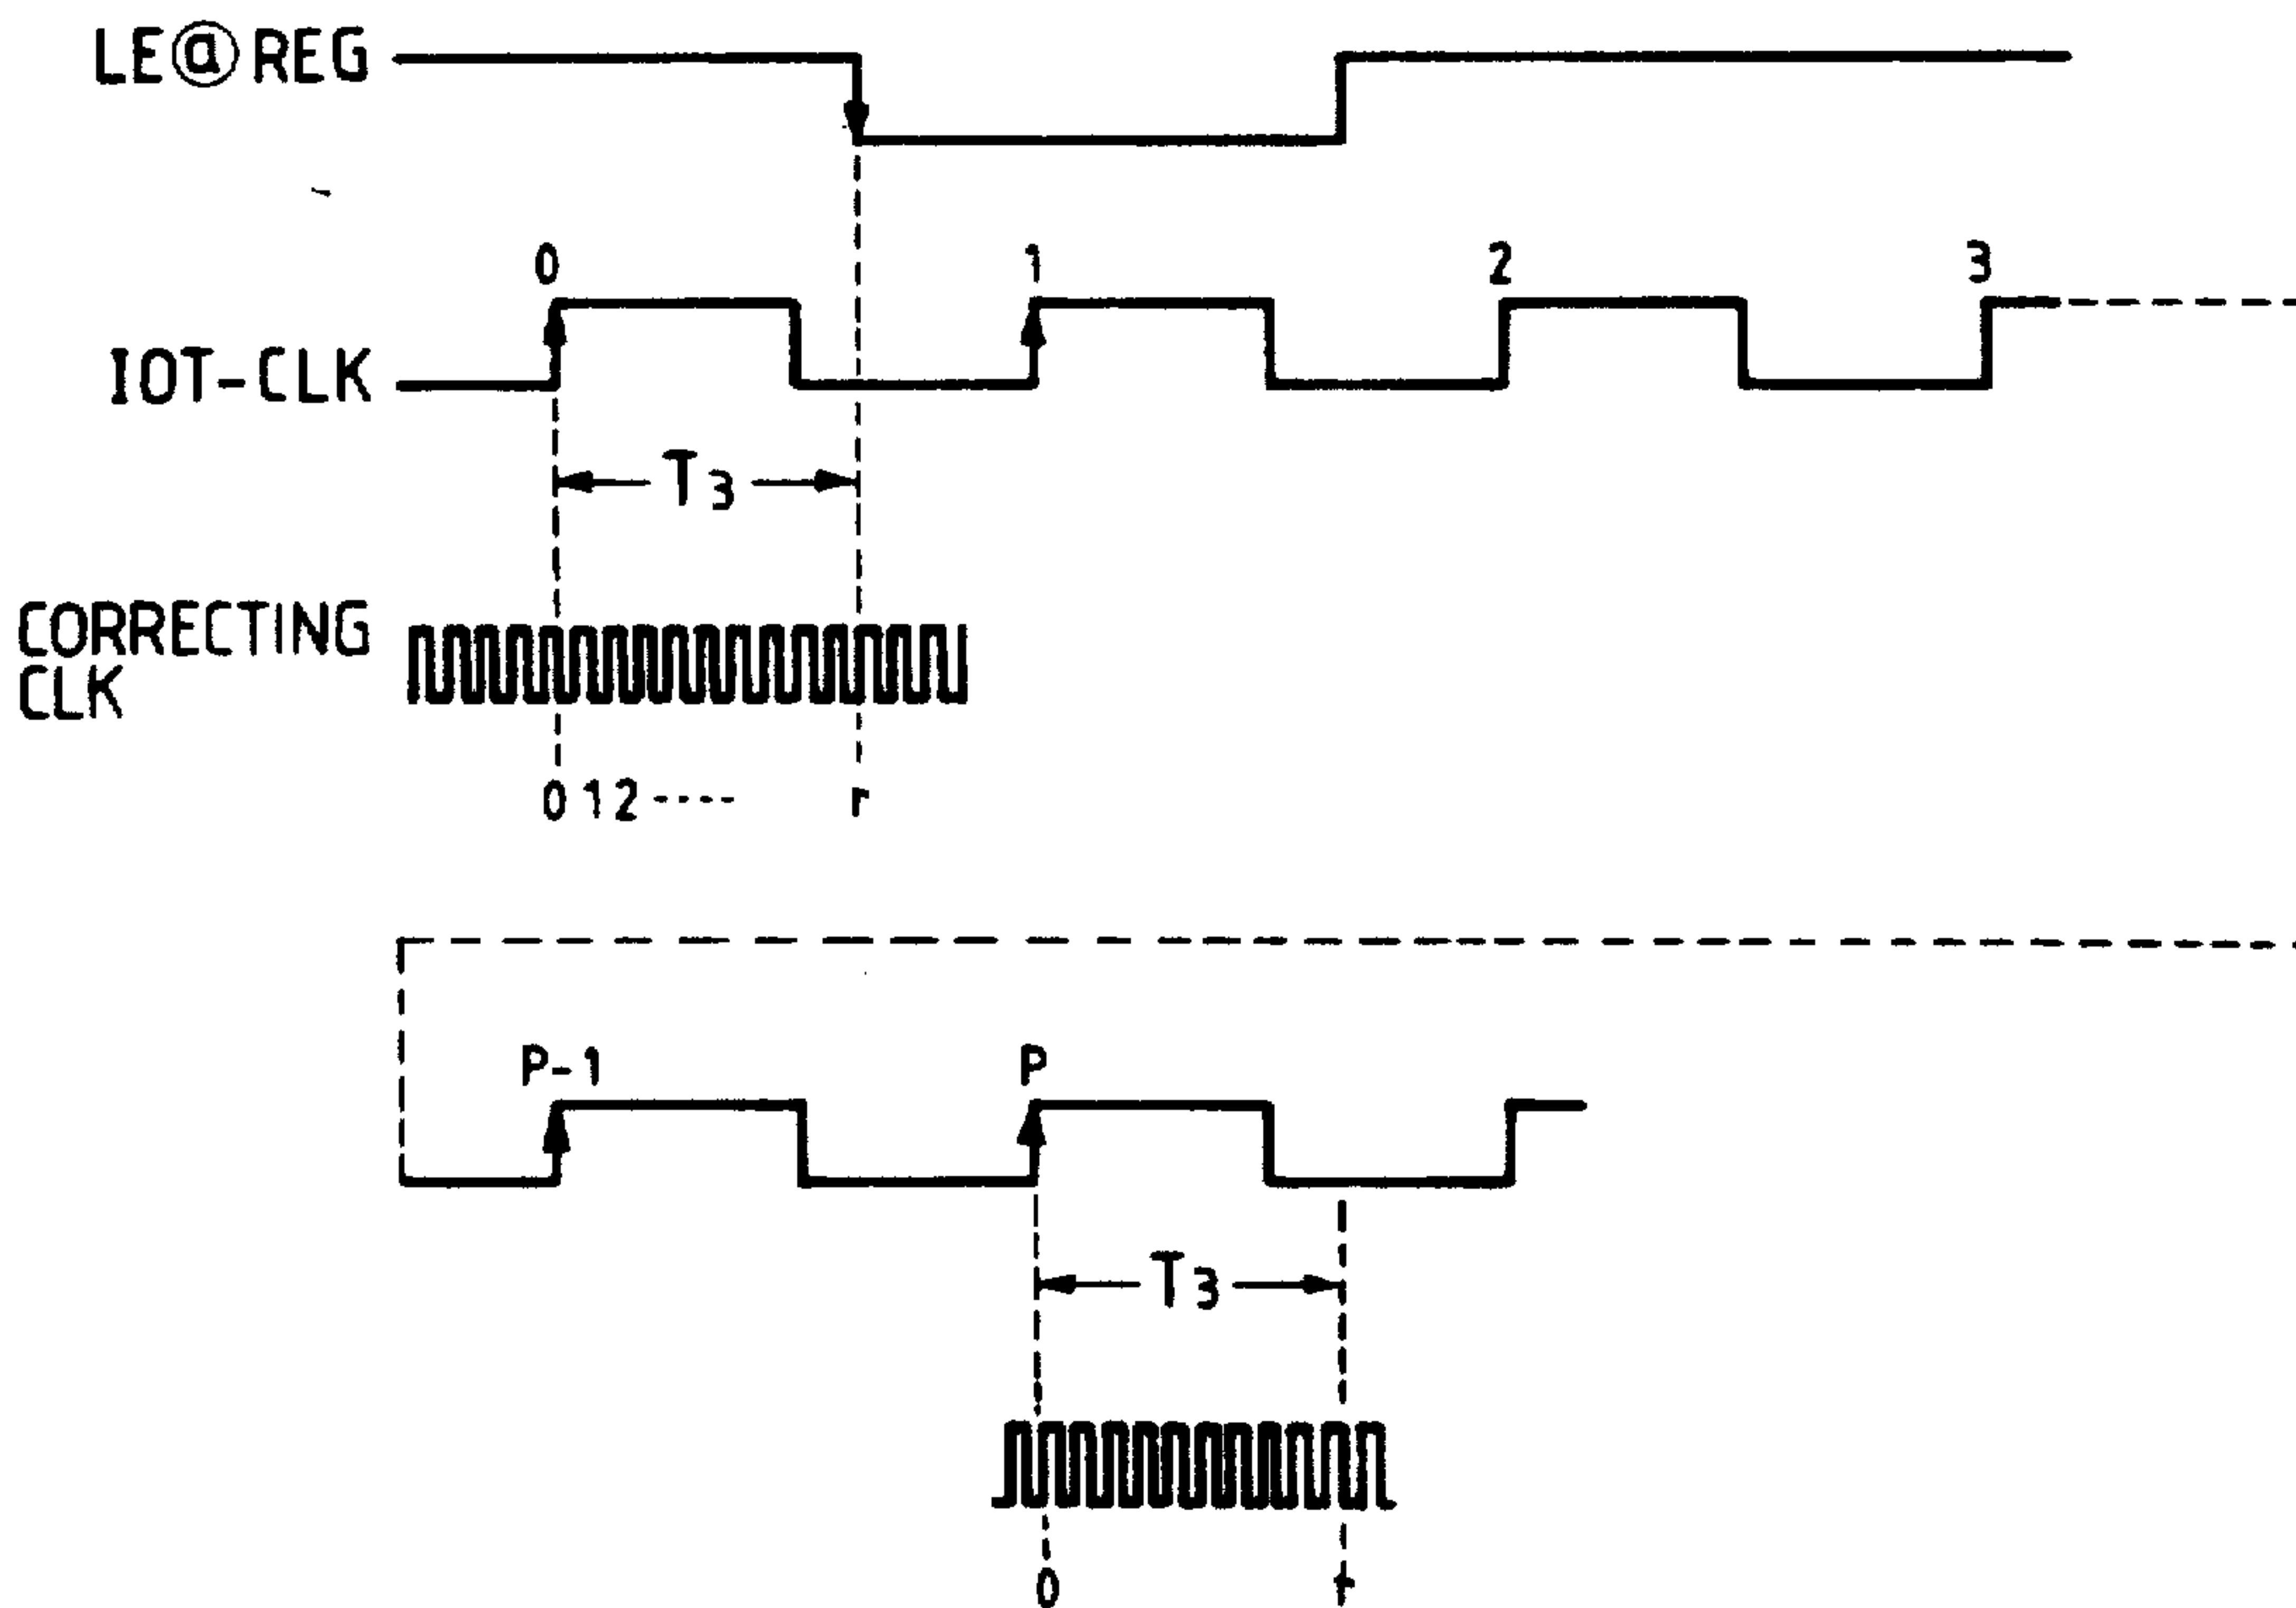 LE@REG
0 1 2 3
IOT-CLK
T3
CORRECTING
CLK
0 1 2 ---- r
P-1 P
T3
0 r